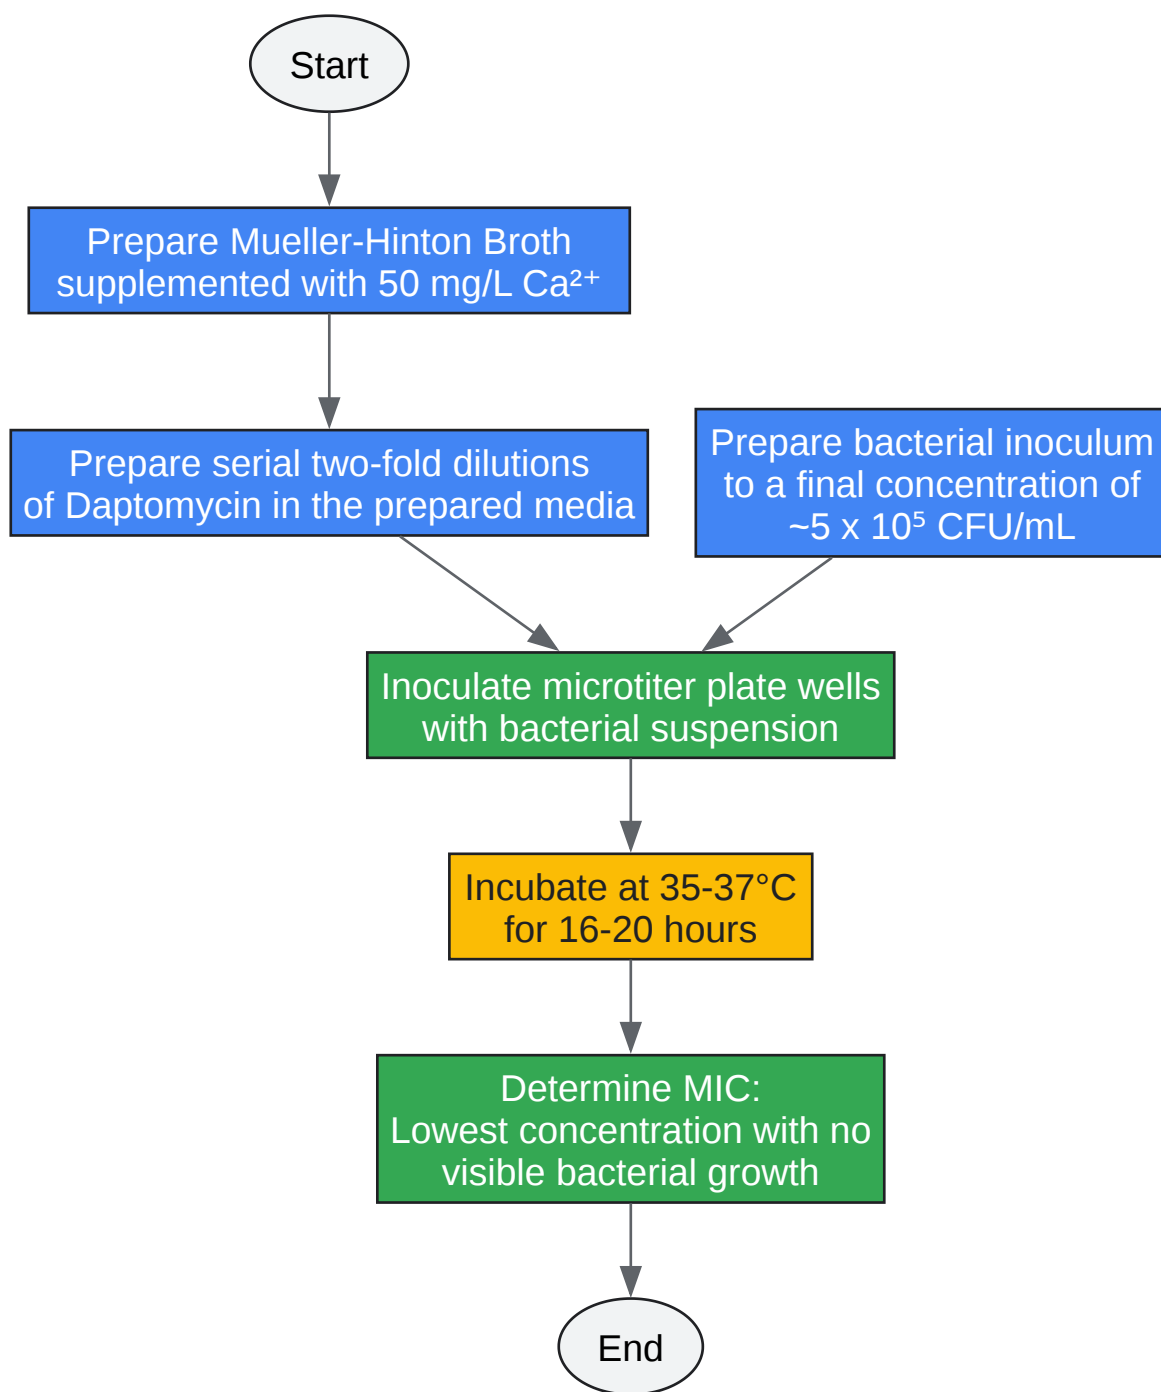 Start
Prepare Mueller-Hinton Broth
supplemented with 50 mg/L Ca²⁺
Prepare serial two-fold dilutions
of Daptomycin in the prepared media
Prepare bacterial inoculum
to a final concentration of
~5 x 10⁵ CFU/mL
Inoculate microtiter plate wells
with bacterial suspension
Incubate at 35-37°C
for 16-20 hours
Determine MIC:
Lowest concentration with no
visible bacterial growth
End